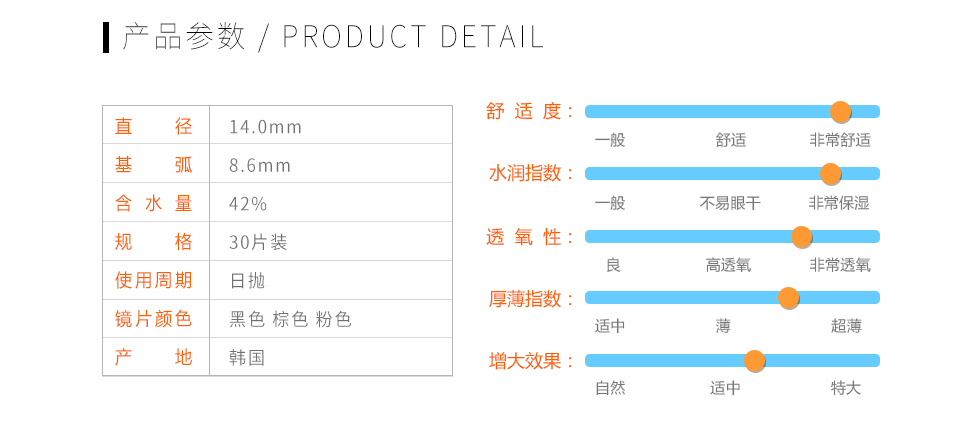 产品参数 / PRODUCT DETAIL
直 径 14.0mm
基 弧 8.6mm
含 水 量 42%
规 格 30片装
使用周期 日抛
镜片颜色 黑色 棕色 粉色
产 地 韩国
舒 适 度：
一般 舒适 非常舒适
水润指数：
一般 不易眼干 非常保湿
透 氧 性：
良 高透氧 非常透氧
厚薄指数：
适中 薄 超薄
增大效果：
自然 适中 特大